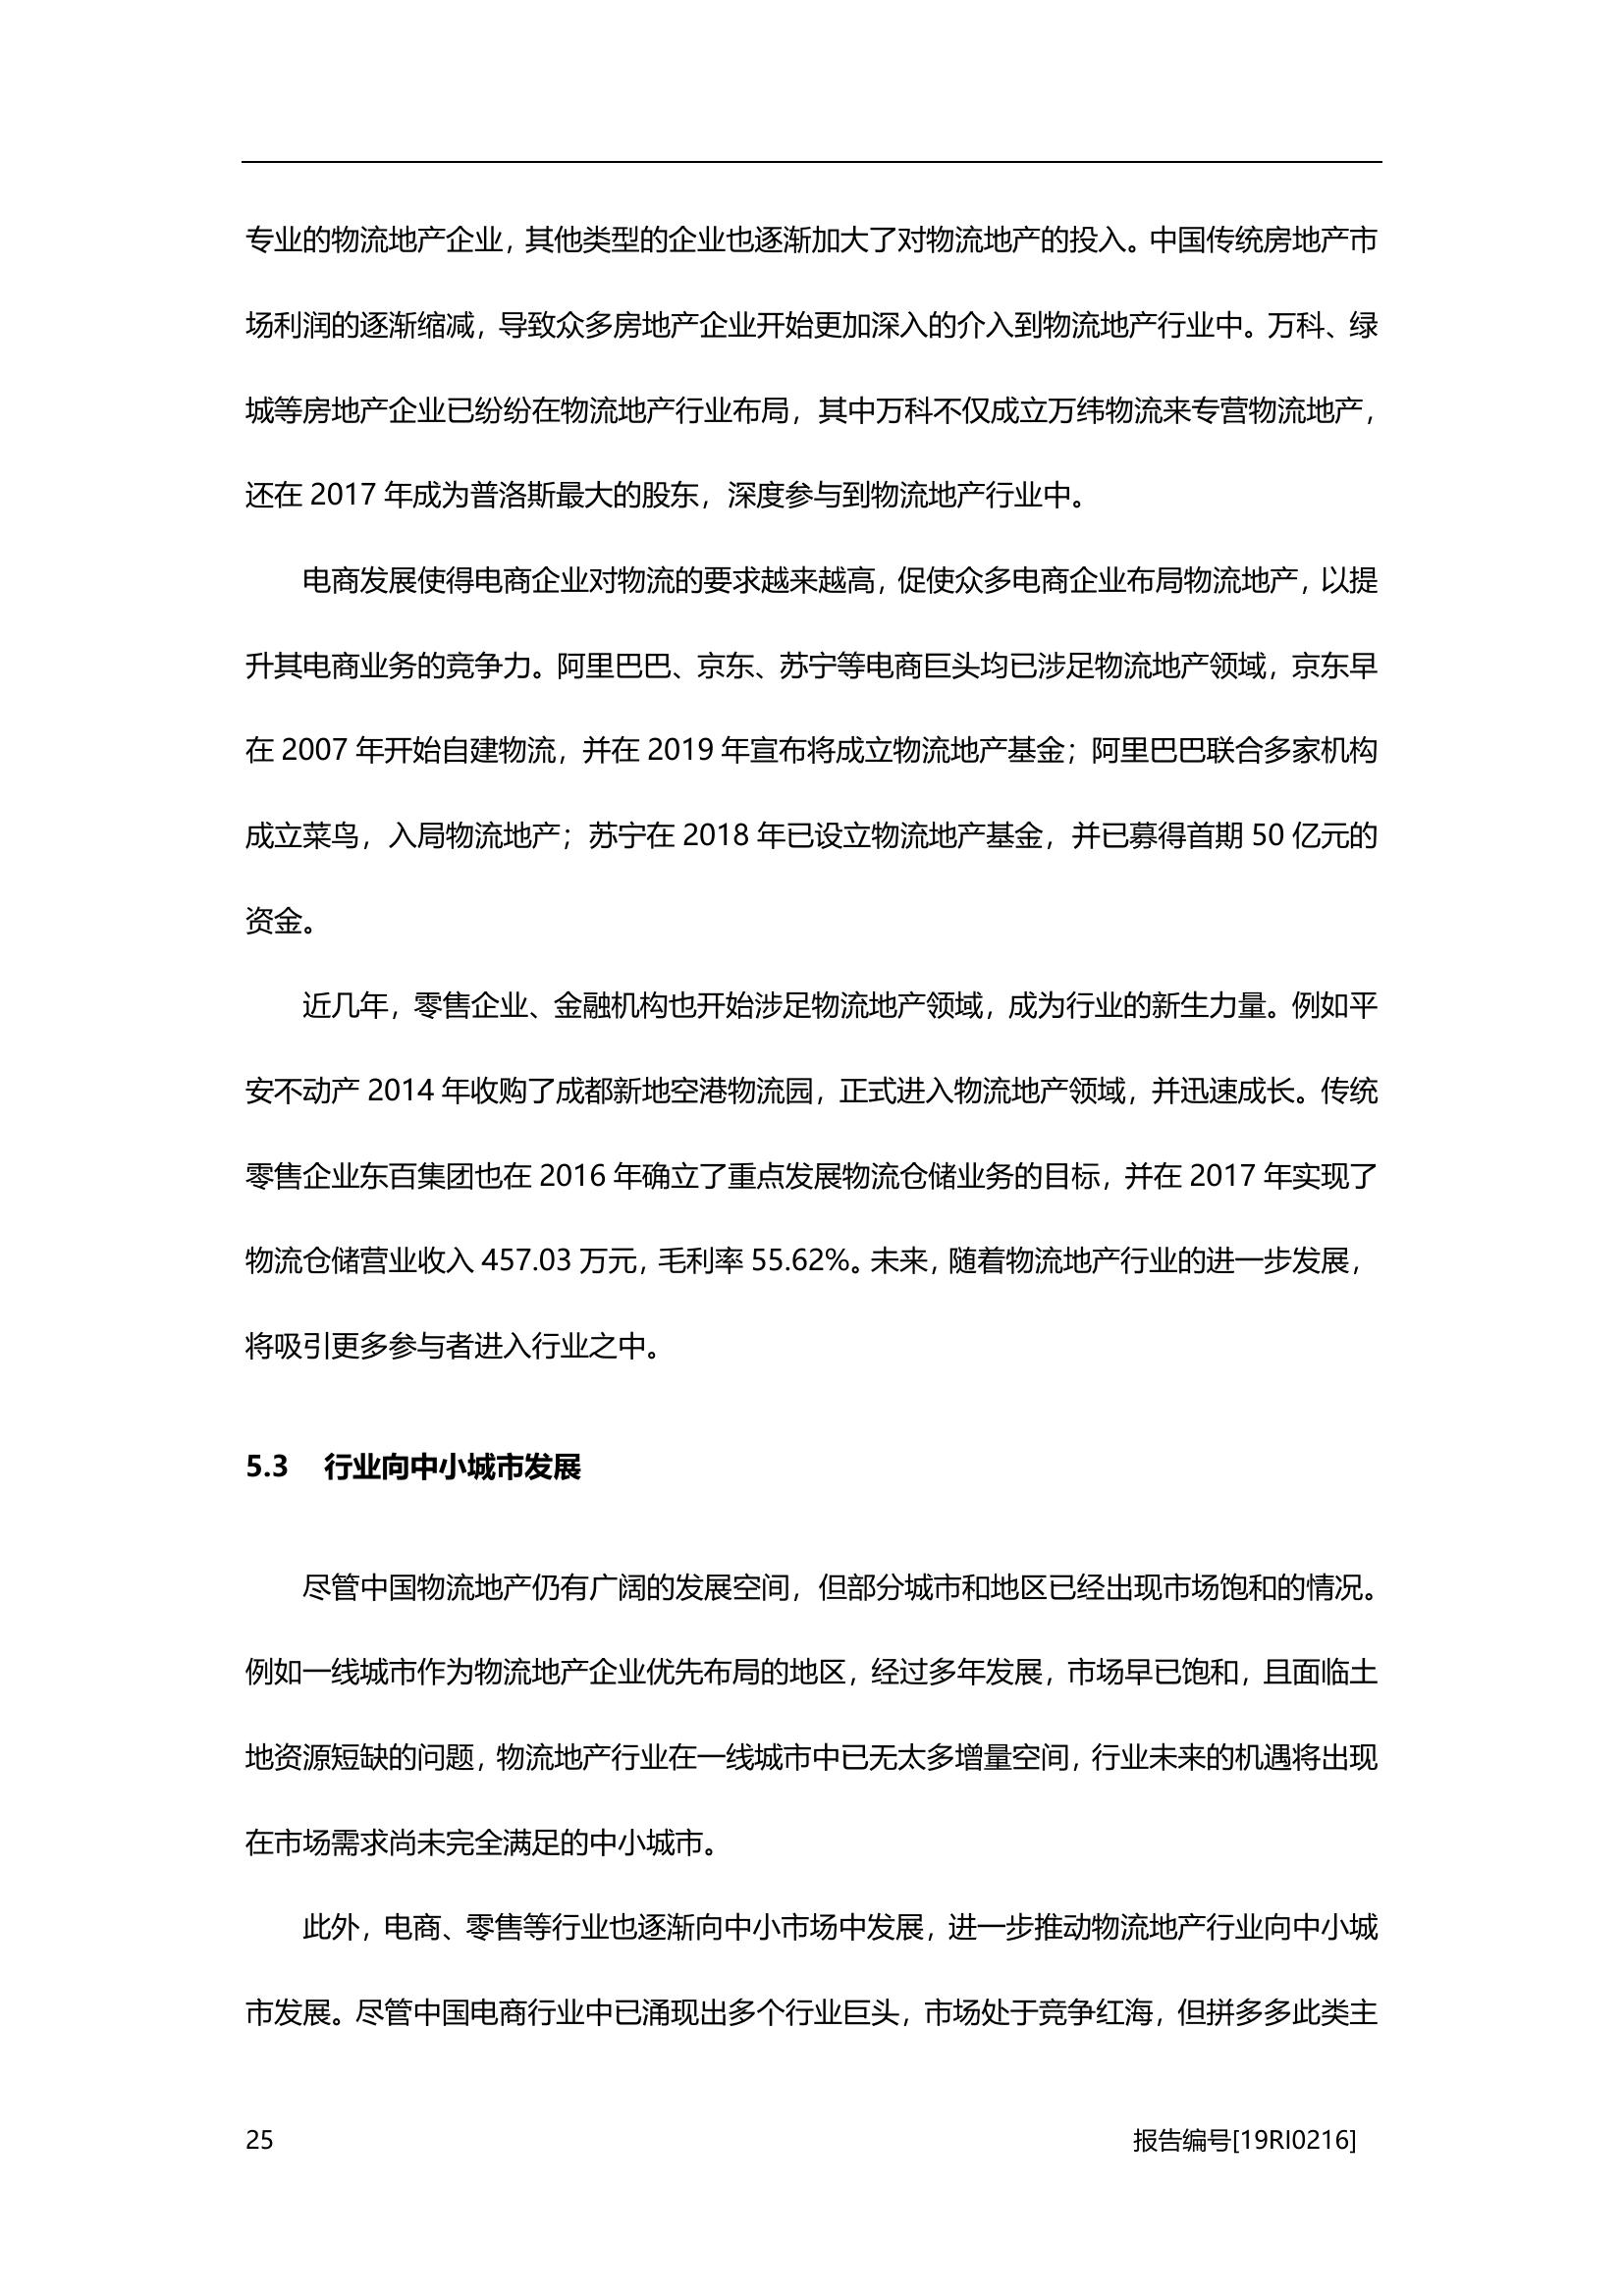 专业的物流地产企业，其他类型的企业也逐渐加大了对物流地产的投入。中国传统房地产市
场利润的逐渐缩减，导致众多房地产企业开始更加深入的介入到物流地产行业中。万科、绿
城等房地产企业已纷纷在物流地产行业布局，其中万科不仅成立万纬物流来专营物流地产，
还在 2017 年成为普洛斯最大的股东，深度参与到物流地产行业中。
电商发展使得电商企业对物流的要求越来越高，促使众多电商企业布局物流地产，以提
升其电商业务的竞争力。阿里巴巴、京东、苏宁等电商巨头均已涉足物流地产领域，京东早
在 2007 年开始自建物流，并在 2019 年宣布将成立物流地产基金；阿里巴巴联合多家机构
成立菜鸟，入局物流地产；苏宁在 2018 年已设立物流地产基金，并已募得首期 50 亿元的
资金。
近几年，零售企业、金融机构也开始涉足物流地产领域，成为行业的新生力量。例如平
安不动产 2014 年收购了成都新地空港物流园，正式进入物流地产领域，并迅速成长。传统
零售企业东百集团也在 2016 年确立了重点发展物流仓储业务的目标，并在 2017 年实现了
物流仓储营业收入 457.03 万元，毛利率 55.62%。未来，随着物流地产行业的进一步发展，
将吸引更多参与者进入行业之中。
5.3 行业向中小城市发展
尽管中国物流地产仍有广阔的发展空间，但部分城市和地区已经出现市场饱和的情况。
例如一线城市作为物流地产企业优先布局的地区，经过多年发展，市场早已饱和，且面临土
地资源短缺的问题，物流地产行业在一线城市中已无太多增量空间，行业未来的机遇将出现
在市场需求尚未完全满足的中小城市。
此外，电商、零售等行业也逐渐向中小市场中发展，进一步推动物流地产行业向中小城
市发展。尽管中国电商行业中已涌现出多个行业巨头，市场处于竞争红海，但拼多多此类主
25 报告编号[19RI0216]